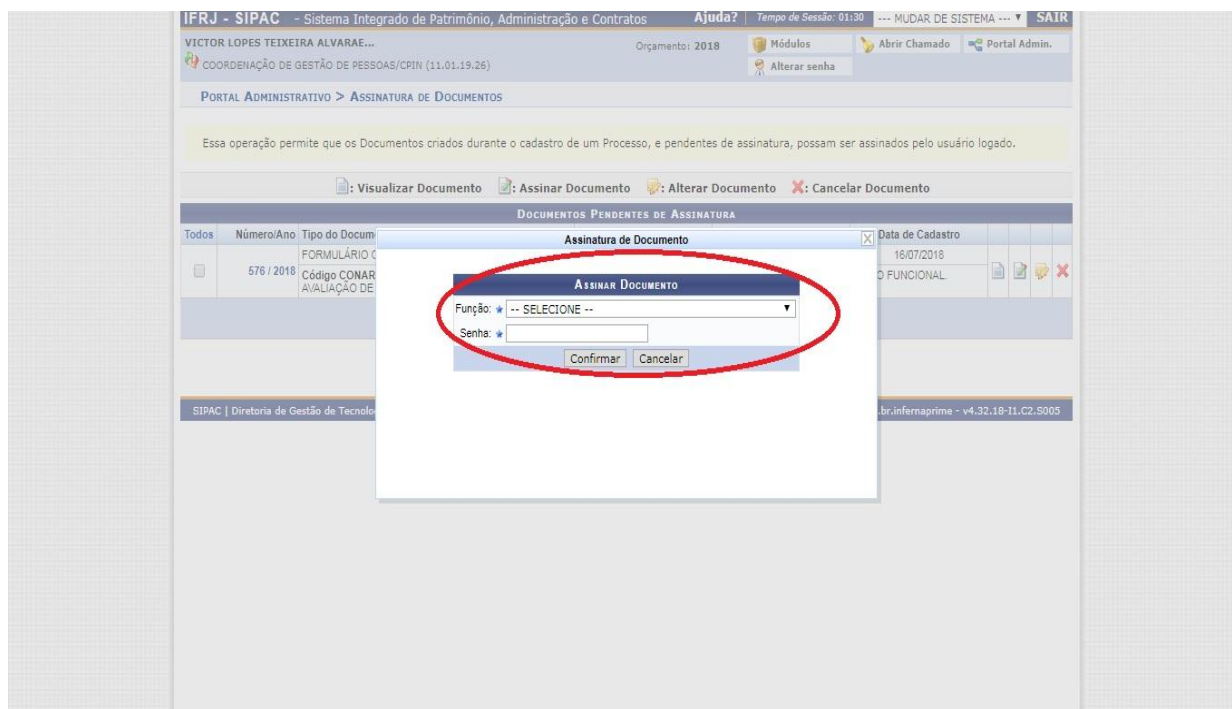 IFRJ - SIPAC - Sistema Integrado de Patrimônio, Administração e Contratos Ajuda? Tempo de Sessão: 01:30 --- MUDAR DE SISTEMA --- SAIR
VICTOR LOPES TEIXEIRA ALVARAE... Orçamento: 2018 Módulos Abrir Chamado Portal Admin.
COORDENAÇÃO DE GESTÃO DE PESSOAS/CPIN (11.01.19.26) Alterar senha
PORTAL ADMINISTRATIVO > ASSINATURA DE DOCUMENTOS
Essa operação permite que os Documentos criados durante o cadastro de um Processo, e pendentes de assinatura, possam ser assinados pelo usuário logado.
: Visualizar Documento : Assinar Documento : Alterar Documento : Cancelar Documento
DOCUMENTOS PENDENTES DE ASSINATURA
Todos Número/Ano Tipo do Docum Data de Cadastro
FORMULÁRIO 16/07/2018
576 / 2018 Código CONAR O FUNCIONAL.
AVALIAÇÃO DE
Assinatura de Documento X
ASSINAR DOCUMENTO
Função: -- SELECIONE --
Senha:
Confirmar Cancelar
SIPAC | Diretoria de Gestão de Tecnolo .br.infernaprime - v4.32.18-I1.C2.S005